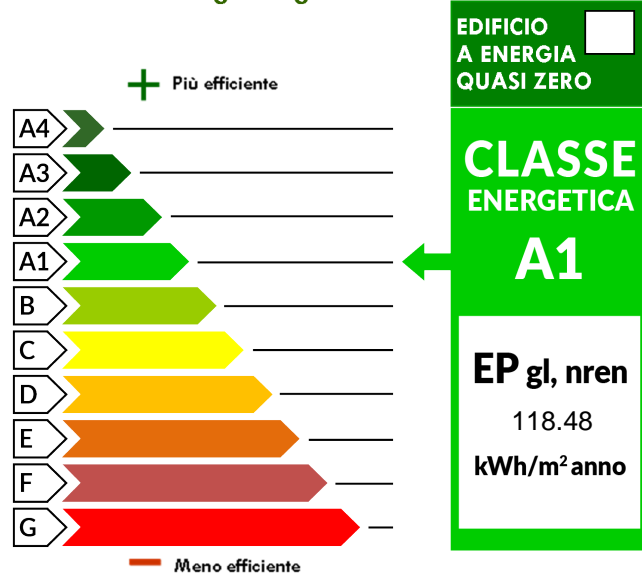 EDIFICIO
A ENERGIA
QUASI ZERO
Più efficiente
A4
A3
A2
A1
B
C
D
E
F
G
Meno efficiente
CLASSE
ENERGETICA
A1
EP gl, nren
118.48
kWh/m² anno